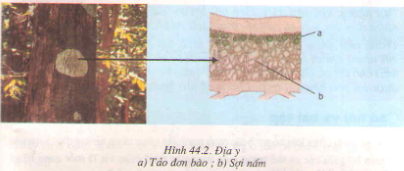 a
b
Hình 44.2. Địa y
a) Tảo đơn bào ; b) Sợi nấm